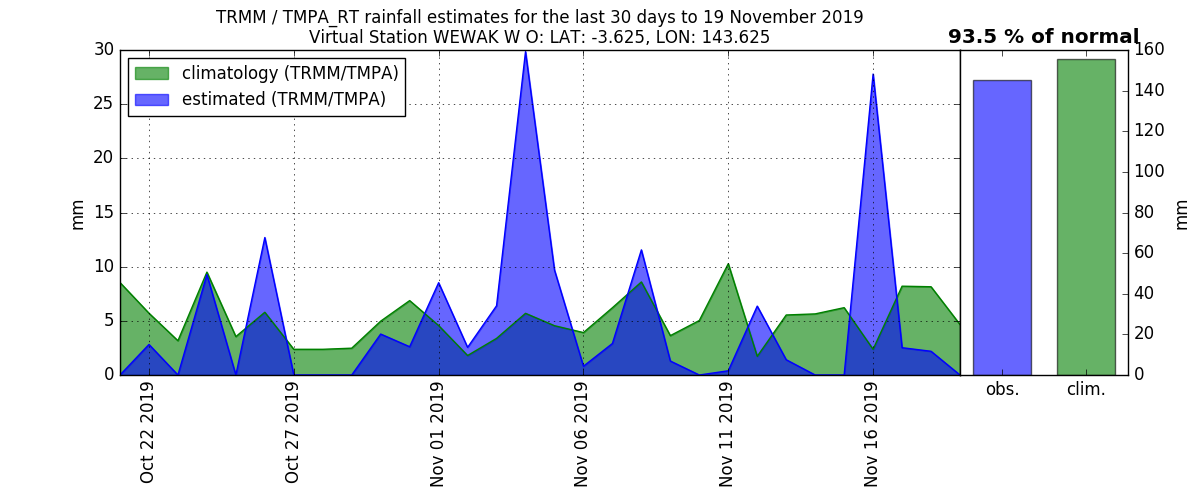 TRMM / TMPA_RT rainfall estimates for the last 30 days to 19 November 2019
Virtual Station WEWAK W O: LAT: -3.625, LON: 143.625
93.5 % of normal
climatology (TRMM/TMPA)
estimated (TRMM/TMPA)
30
25
20
15
10
5
0
mm
Oct 22 2019
Oct 27 2019
Nov 01 2019
Nov 06 2019
Nov 11 2019
Nov 16 2019
obs.
clim.
160
140
120
100
80
60
40
20
0
mm